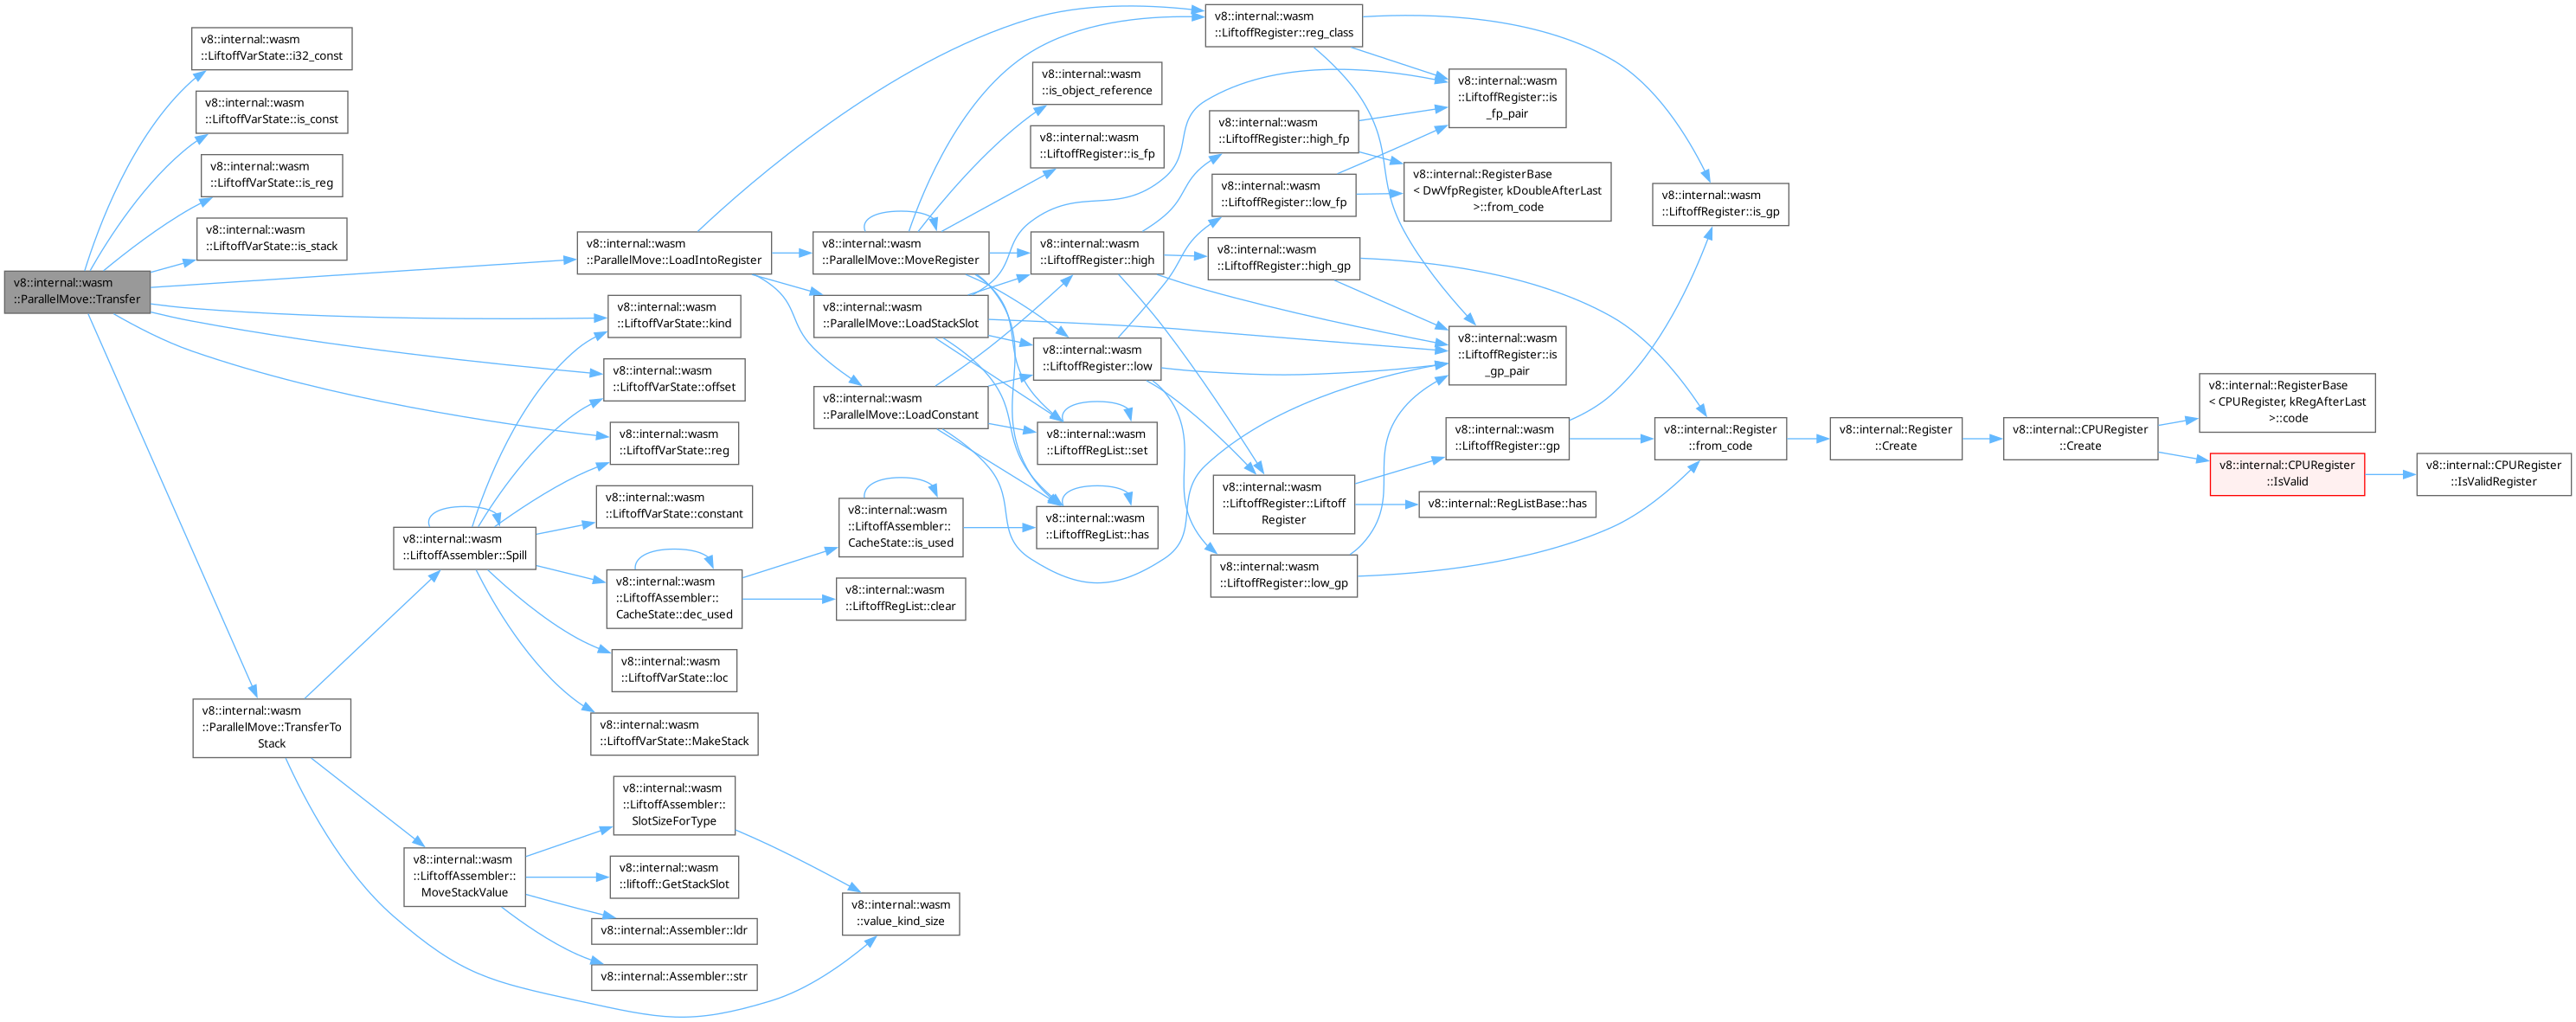 v8::internal::wasm
::ParallelMove::Transfer
v8::internal::wasm
::LiftoffVarState::i32_const
v8::internal::wasm
::LiftoffVarState::is_const
v8::internal::wasm
::LiftoffVarState::is_reg
v8::internal::wasm
::LiftoffVarState::is_stack
v8::internal::wasm
::ParallelMove::LoadIntoRegister
v8::internal::wasm
::LiftoffVarState::kind
v8::internal::wasm
::LiftoffVarState::offset
v8::internal::wasm
::LiftoffVarState::reg
v8::internal::wasm
::LiftoffVarState::constant
v8::internal::wasm
::LiftoffAssembler::Spill
v8::internal::wasm
::LiftoffAssembler::
CacheState::dec_used
v8::internal::wasm
::LiftoffVarState::loc
v8::internal::wasm
::LiftoffVarState::MakeStack
v8::internal::wasm
::ParallelMove::TransferTo
Stack
v8::internal::wasm
::LiftoffAssembler::
MoveStackValue
v8::internal::wasm
::LiftoffAssembler::
SlotSizeForType
v8::internal::wasm
::liftoff::GetStackSlot
v8::internal::Assembler::ldr
v8::internal::Assembler::str
v8::internal::wasm
::value_kind_size
v8::internal::wasm
::ParallelMove::MoveRegister
v8::internal::wasm
::ParallelMove::LoadStackSlot
v8::internal::wasm
::ParallelMove::LoadConstant
v8::internal::wasm
::LiftoffAssembler::
CacheState::is_used
v8::internal::wasm
::LiftoffRegList::clear
v8::internal::wasm
::is_object_reference
v8::internal::wasm
::LiftoffRegister::is_fp
v8::internal::wasm
::LiftoffRegister::high
v8::internal::wasm
::LiftoffRegister::low
v8::internal::wasm
::LiftoffRegList::set
v8::internal::wasm
::LiftoffRegList::has
v8::internal::wasm
::LiftoffRegister::reg_class
v8::internal::wasm
::LiftoffRegister::high_fp
v8::internal::wasm
::LiftoffRegister::low_fp
v8::internal::wasm
::LiftoffRegister::high_gp
v8::internal::wasm
::LiftoffRegister::Liftoff
Register
v8::internal::wasm
::LiftoffRegister::low_gp
v8::internal::wasm
::LiftoffRegister::is
_fp_pair
v8::internal::RegisterBase
< DwVfpRegister, kDoubleAfterLast
>::from_code
v8::internal::wasm
::LiftoffRegister::is
_gp_pair
v8::internal::wasm
::LiftoffRegister::gp
v8::internal::RegListBase::has
v8::internal::wasm
::LiftoffRegister::is_gp
v8::internal::Register
::from_code
v8::internal::Register
::Create
v8::internal::CPURegister
::Create
v8::internal::RegisterBase
< CPURegister, kRegAfterLast
>::code
v8::internal::CPURegister
::IsValid
v8::internal::CPURegister
::IsValidRegister